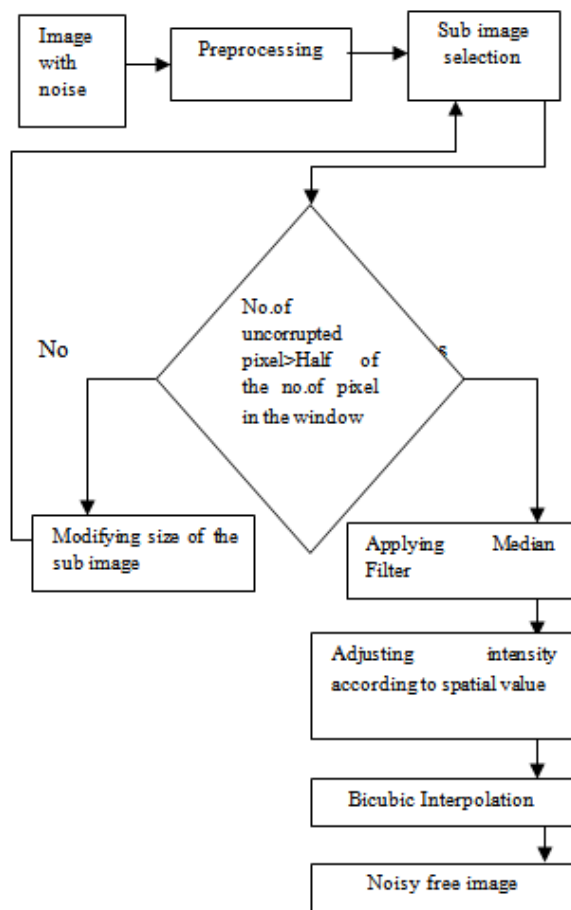 Image
with
noise
Preprocessing
Sub image
selection
No.of
uncorrupted
pixel>Half of
the no.of pixel
in the window
No
Modifying size of the
sub image
Applying Median
Filter
Adjusting intensity
according to spatial value
Bicubic Interpolation
Noisy free image